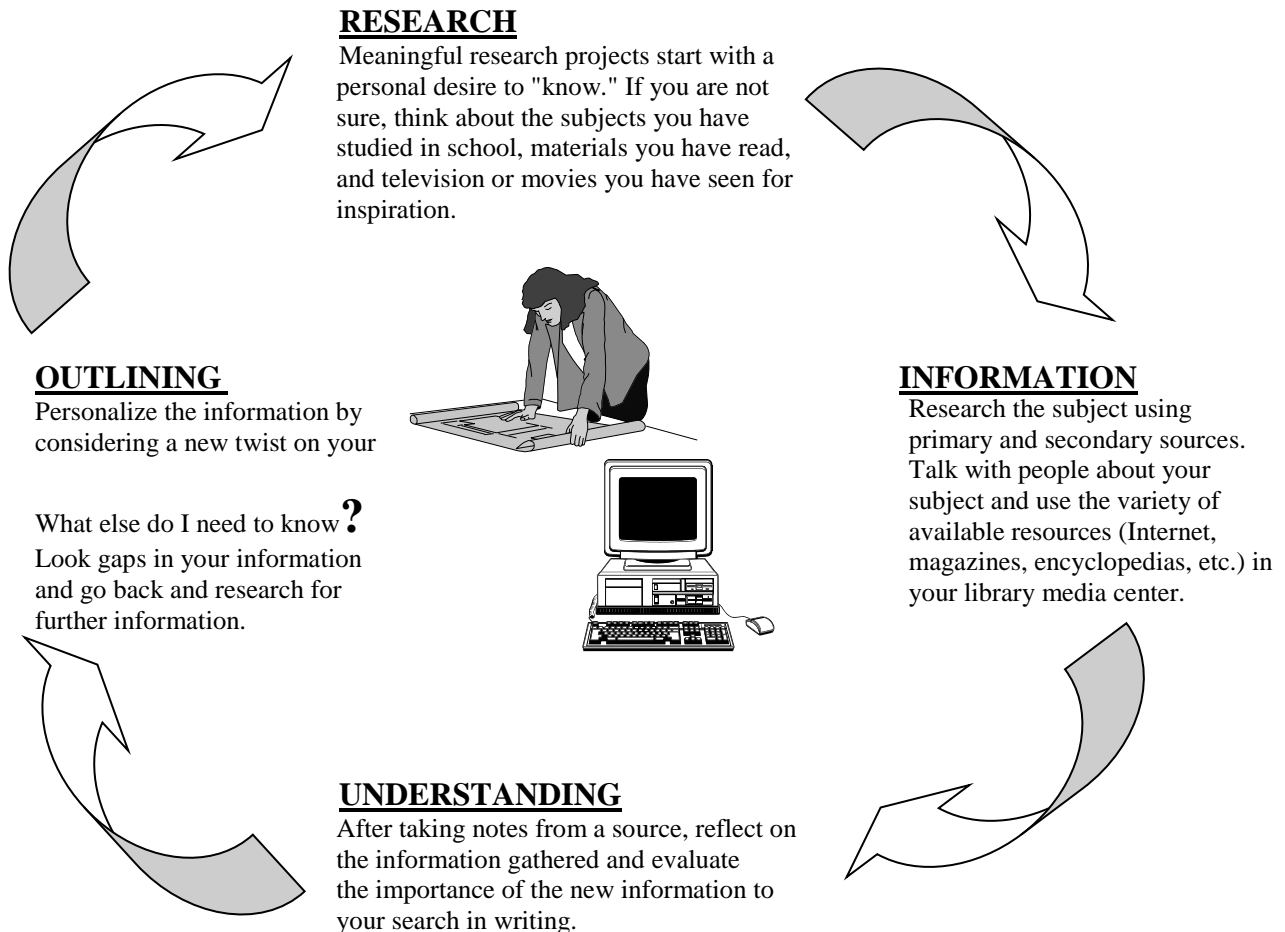 RESEARCH
Meaningful research projects start with a
personal desire to "know." If you are not
sure, think about the subjects you have
studied in school, materials you have read,
and television or movies you have seen for
inspiration.
INFORMATION
Research the subject using
primary and secondary sources.
Talk with people about your
subject and use the variety of
available resources (Internet,
magazines, encyclopedias, etc.) in
your library media center.
UNDERSTANDING
After taking notes from a source, reflect on
the information gathered and evaluate
the importance of the new information to
your search in writing.
OUTLINING
Personalize the information by
considering a new twist on your
What else do I need to know?
Look gaps in your information
and go back and research for
further information.